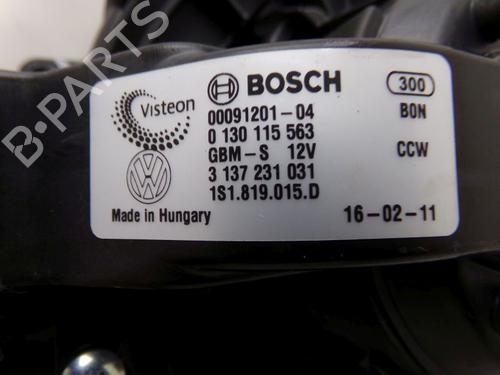 BOSCH
300
Visteon
00091201-04
BON
0 130 115 563
GBM-S 12V
CCW
3 137 231 031
1S1.819.015.D
Made in Hungary
16-02-11
B-PARTS